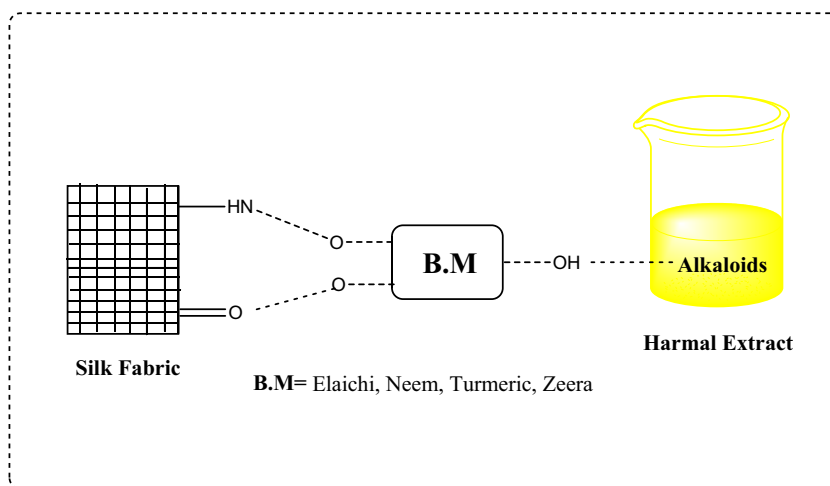 HN
O
O
B.M
OH
Alkaloids
O
Silk Fabric
Harmal Extract
B.M= Elaichi, Neem, Turmeric, Zeera